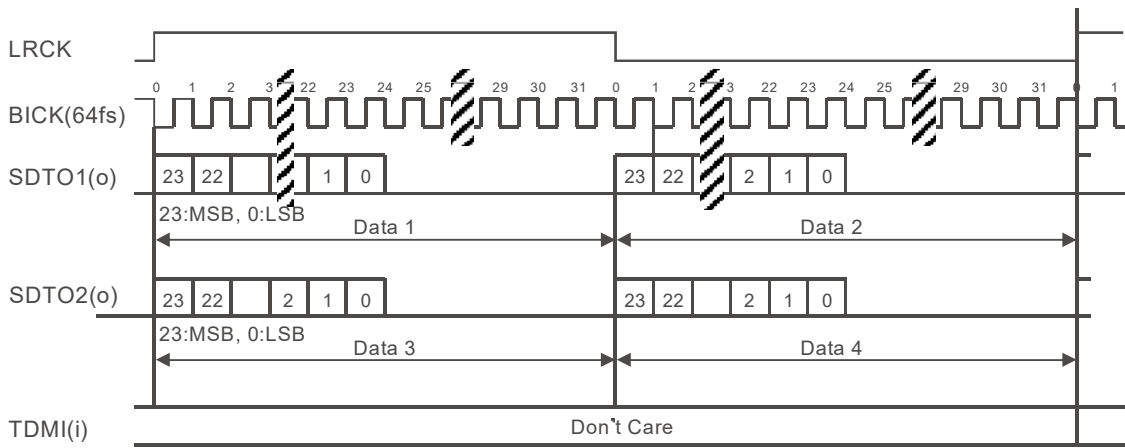 LRCK
0 1 2 3 22 23 24 25 29 30 31 0 1 2 3 22 23 24 25 29 30 31 0 1
BICK(64fs)
SDTO1(o) 23 22 1 0 23 22 2 1 0
23:MSB, 0:LSB
Data 1 Data 2
SDTO2(o) 23 22 2 1 0 23 22 2 1 0
23:MSB, 0:LSB
Data 3 Data 4
TDMI(i) Don't Care